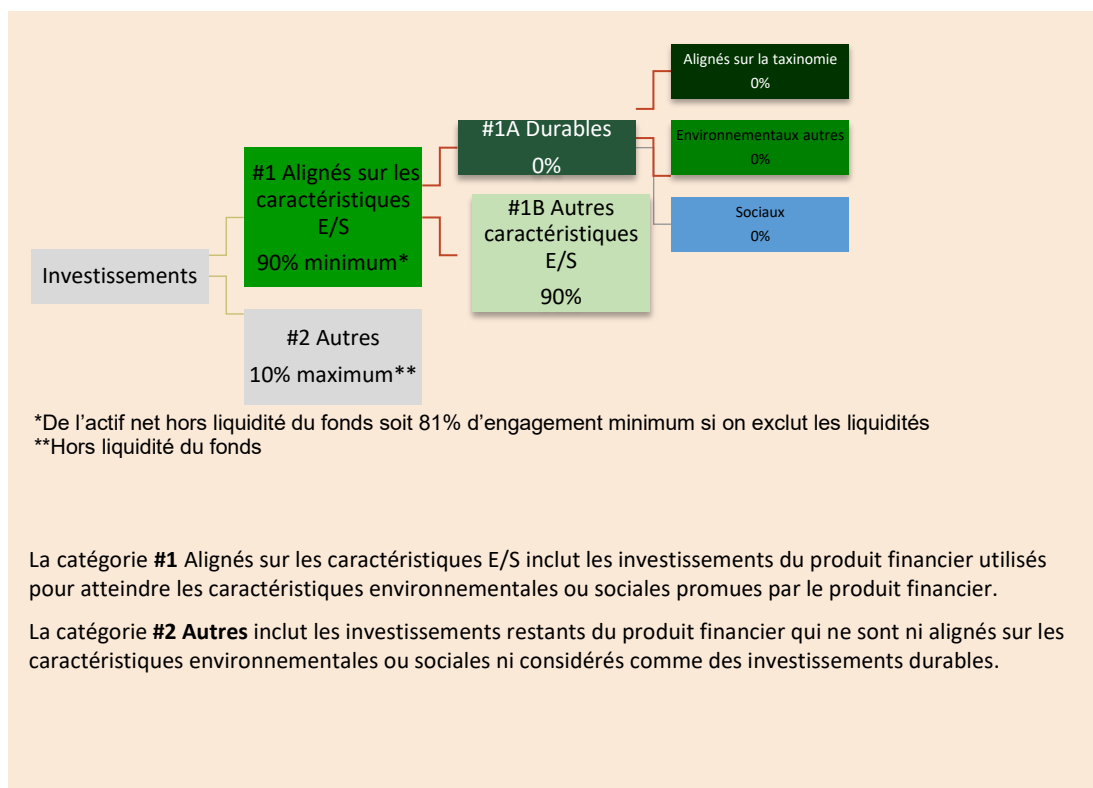 Investissements
#1 Alignés sur les
caractéristiques
E/S
90% minimum*
#2 Autres
10% maximum**
#1A Durables
0%
#1B Autres
caractéristiques
E/S
90%
Alignés sur la taxinomie
0%
Environnementaux autres
0%
Sociaux
0%
*De l’actif net hors liquidité du fonds soit 81% d’engagement minimum si on exclut les liquidités
**Hors liquidité du fonds
La catégorie #1 Alignés sur les caractéristiques E/S inclut les investissements du produit financier utilisés
pour atteindre les caractéristiques environnementales ou sociales promues par le produit financier.
La catégorie #2 Autres inclut les investissements restants du produit financier qui ne sont ni alignés sur les
caractéristiques environnementales ou sociales ni considérés comme des investissements durables.